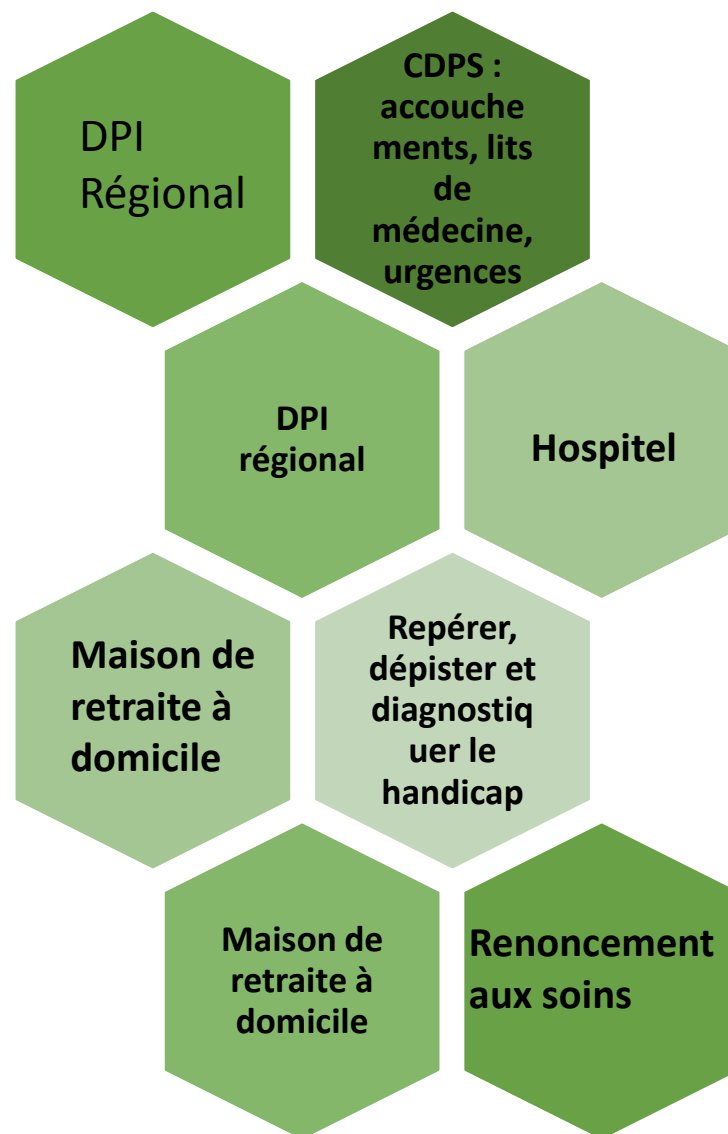 DPI
Régional
CDPS :
accouche
ments, lits
de
médecine,
urgences
DPI
régional
Hospitel
Maison de
retraite à
domicile
Repérer,
dépister et
diagnostiq
uer le
handicap
Maison de
retraite à
domicile
Renoncement
aux soins